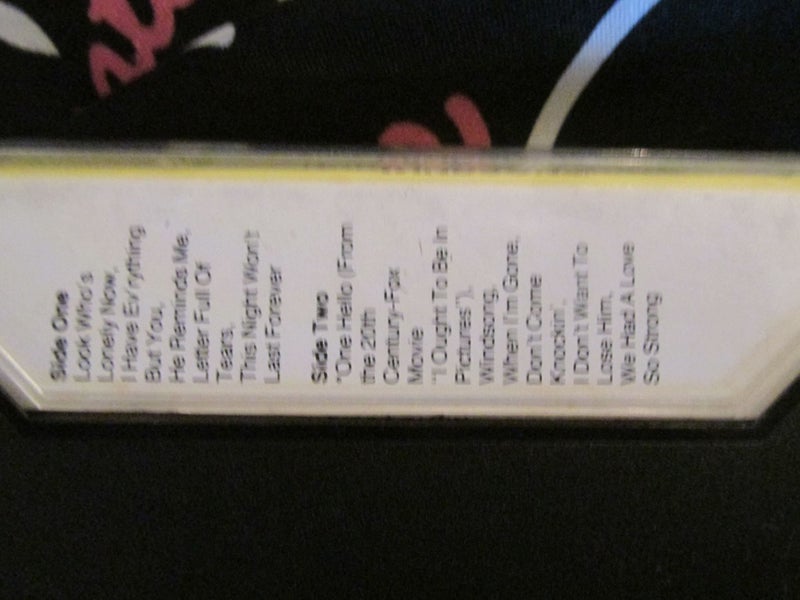 Side One
Look Who's
Lonely Now,
I Have Ev'rything
But You,
He Reminds Me,
Letter Full Of
Tears,
This Night Won't
Last Forever
Side Two
"One Hello (From
the 20th
Century-Fox
Movie
"I Ought To Be In
Pictures"),
Windsong,
When I'm Gone,
Don't Come
Knockin',
I Don't Want To
Lose Him,
We Had A Love
So Strong